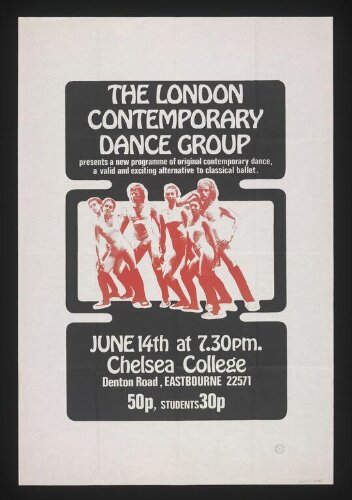 THE LONDON
CONTEMPORARY
DANCE GROUP
presents a new programme of original contemporary dance,
a valid and exciting alternative to classical ballet.
JUNE 14th at 7.30PM.
Chelsea College
Denton Road, EASTBOURNE 22571
50p, STUDENTS 30p